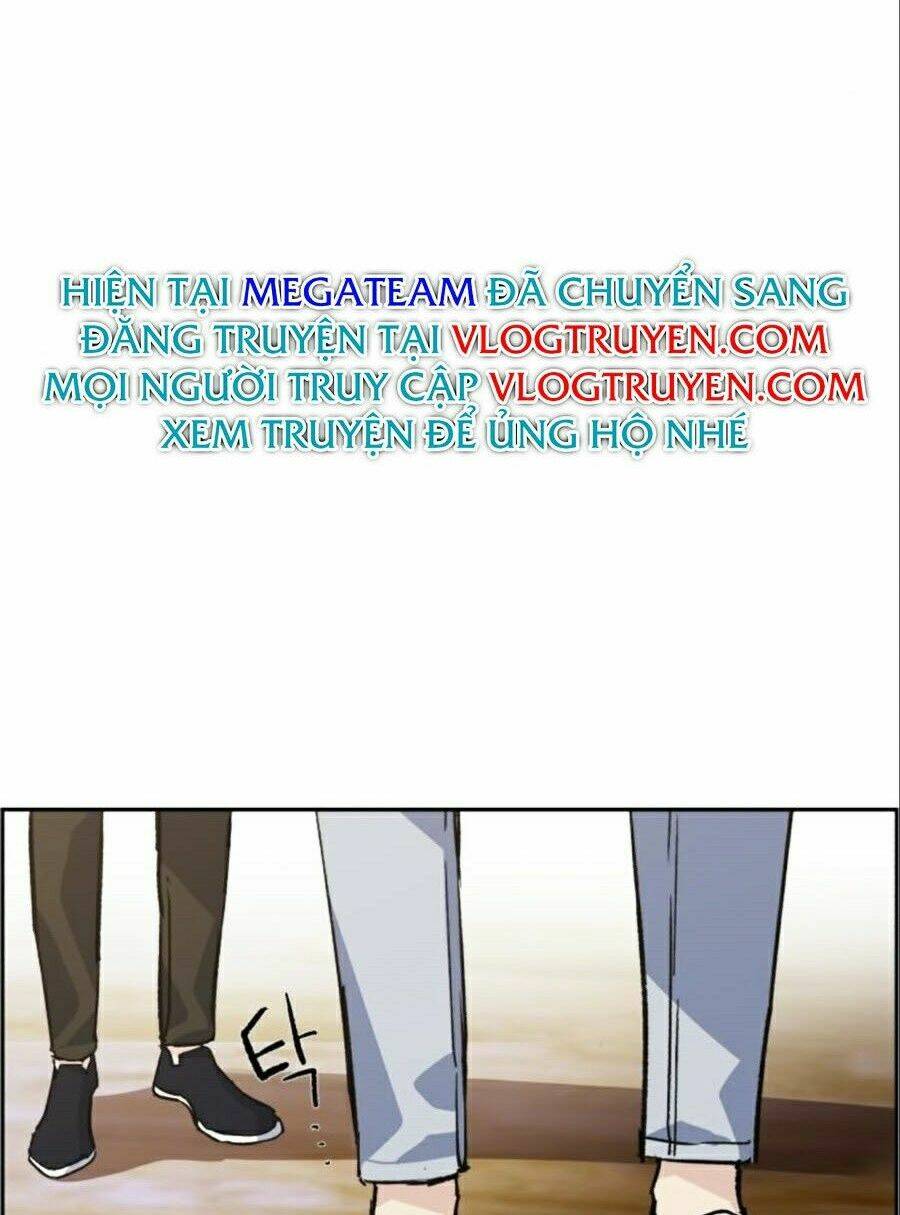 HIỆN TẠI MEGATEAM ĐÃ CHUYỂN SANG
ĐĂNG TRUYỆN TẠI VLOGTRUYEN.COM
MỌI NGƯỜI TRUY CẬP VLOGTRUYEN.COM
XEM TRUYỆN ĐỂ ỦNG HỘ NHÉ
탁